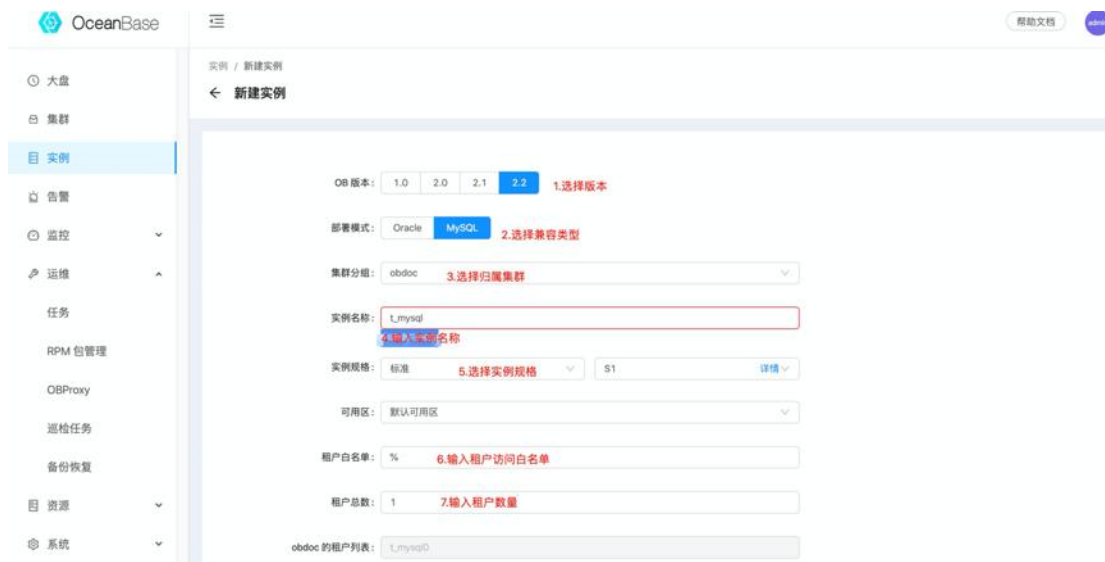 OceanBase
帮助文档
admin
大盘
集群
实例
告警
监控
运维
任务
RPM 包管理
OBProxy
巡检任务
备份恢复
资源
系统
实例 / 新建实例
← 新建实例
OB 版本： 1.0 2.0 2.1 2.2 1.选择版本
部署模式： Oracle MySQL 2.选择兼容类型
集群分组： obdoc 3.选择归属集群
实例名称： t_mysql
4.输入实例名称
实例规格： 标准 5.选择实例规格 S1 详情
可用区： 默认可用区
租户白名单： % 6.输入租户访问白名单
租户总数： 1 7.输入租户数量
obdoc 的租户列表： t_mysql0